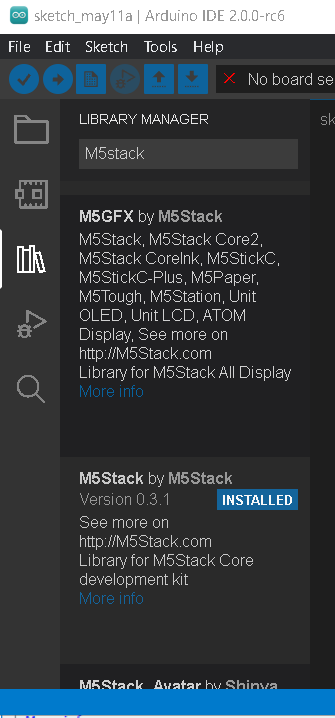 sketch_may11a | Arduino IDE 2.0.0-rc6
File Edit Sketch Tools Help
No board se
sk
LIBRARY MANAGER
M5stack
M5GFX by M5Stack
M5Stack, M5Stack Core2,
M5Stack CoreInk, M5StickC,
M5StickC-Plus, M5Paper,
M5Tough, M5Station, Unit
OLED, Unit LCD, ATOM
Display, See more on
http://M5Stack.com
Library for M5Stack All Display
More info
M5Stack by M5Stack
Version 0.3.1 INSTALLED
See more on
http://M5Stack.com
Library for M5Stack Core
development kit
More info
M5Stack_Avatar by Shinya